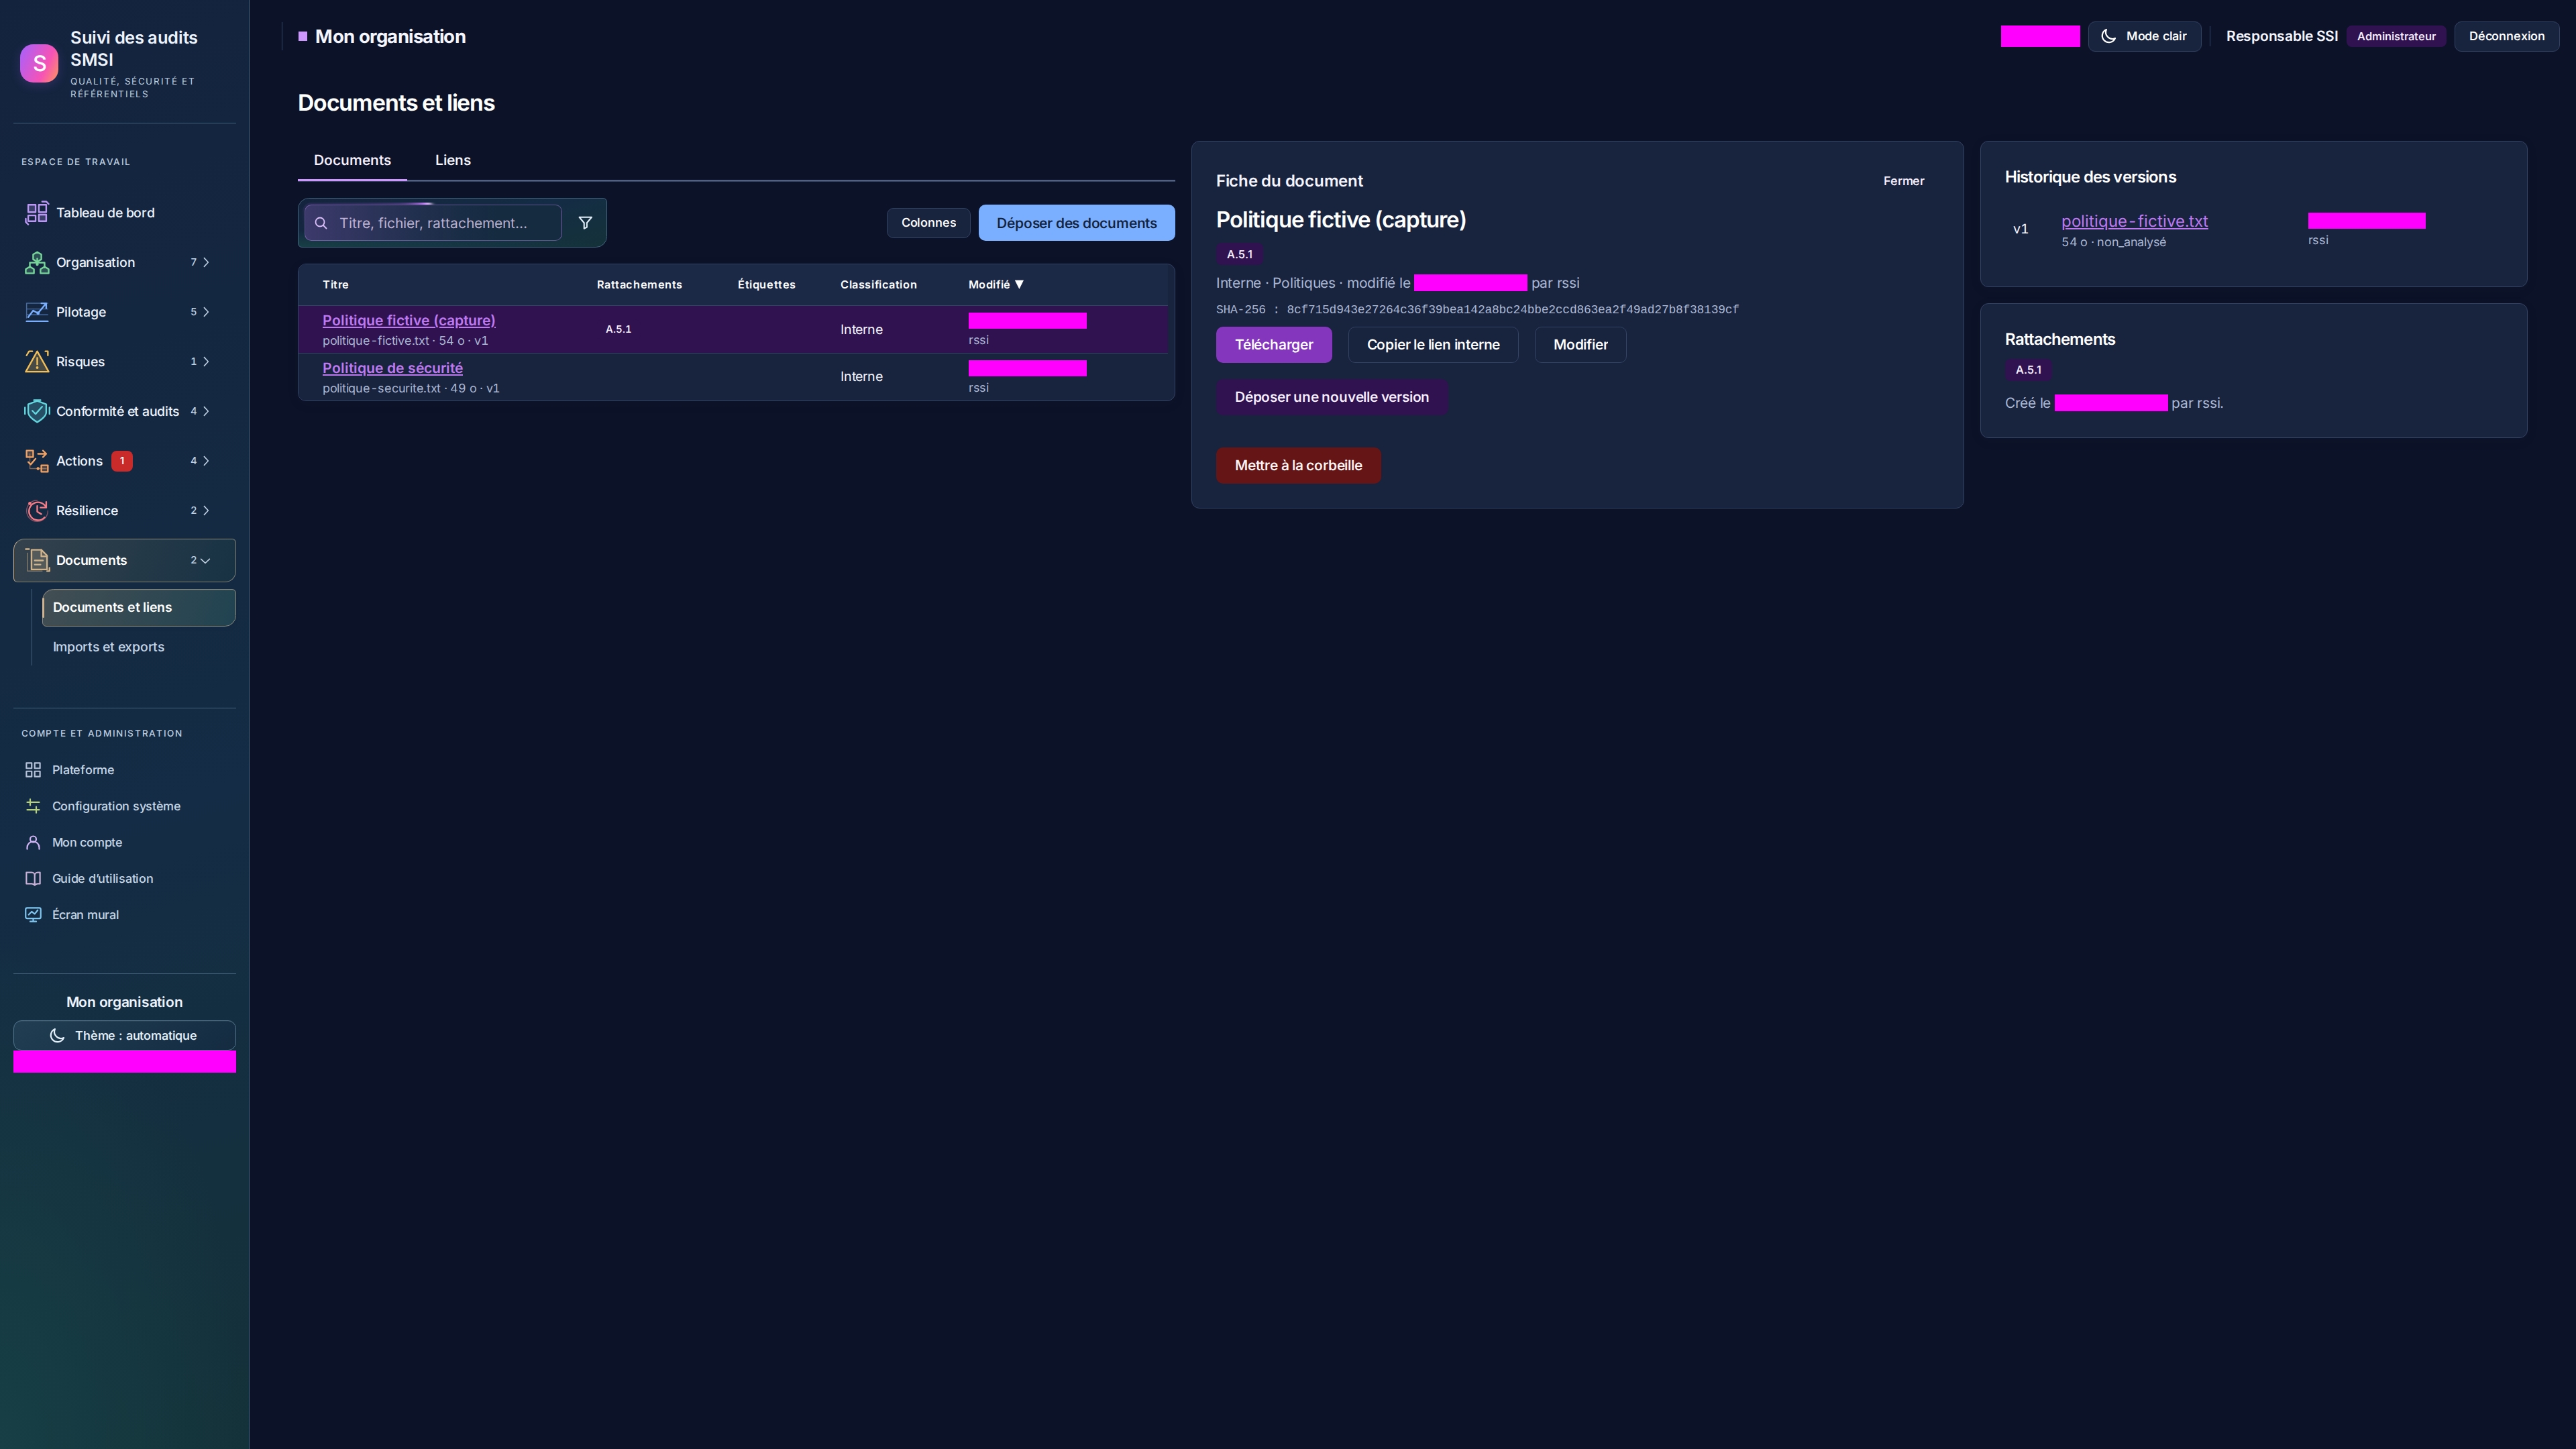 S
Suivi des audits
SMSI
QUALITÉ, SÉCURITÉ ET
RÉFÉRENTIELS
ESPACE DE TRAVAIL
Tableau de bord
Organisation 7
Pilotage 5
Risques 1
Conformité et audits 4
Actions 1 4
Résilience 2
Documents 2
Documents et liens
Imports et exports
COMPTE ET ADMINISTRATION
Plateforme
Configuration système
Mon compte
Guide d'utilisation
Écran mural
Mon organisation
Thème : automatique
Mon organisation
Mode clair
Responsable SSI
Administrateur
Déconnexion
Documents et liens
Documents Liens
Titre, fichier, rattachement...
Colonnes
Déposer des documents
Titre Rattachements Étiquettes Classification Modifié ▼
Politique fictive (capture) A.5.1 Interne
politique-fictive.txt · 54 o · v1 rssi
Politique de sécurité Interne
politique-securite.txt · 49 o · v1 rssi
Fiche du document
Fermer
Politique fictive (capture)
A.5.1
Interne · Politiques · modifié le par rssi
SHA-256 : 8cf715d943e27264c36f39bea142a8bc24bbe2ccd863ea2f49ad27b8f38139cf
Télécharger
Copier le lien interne
Modifier
Déposer une nouvelle version
Mettre à la corbeille
Historique des versions
v1 politique-fictive.txt
54 o · non_analysé rssi
Rattachements
A.5.1
Créé le par rssi.